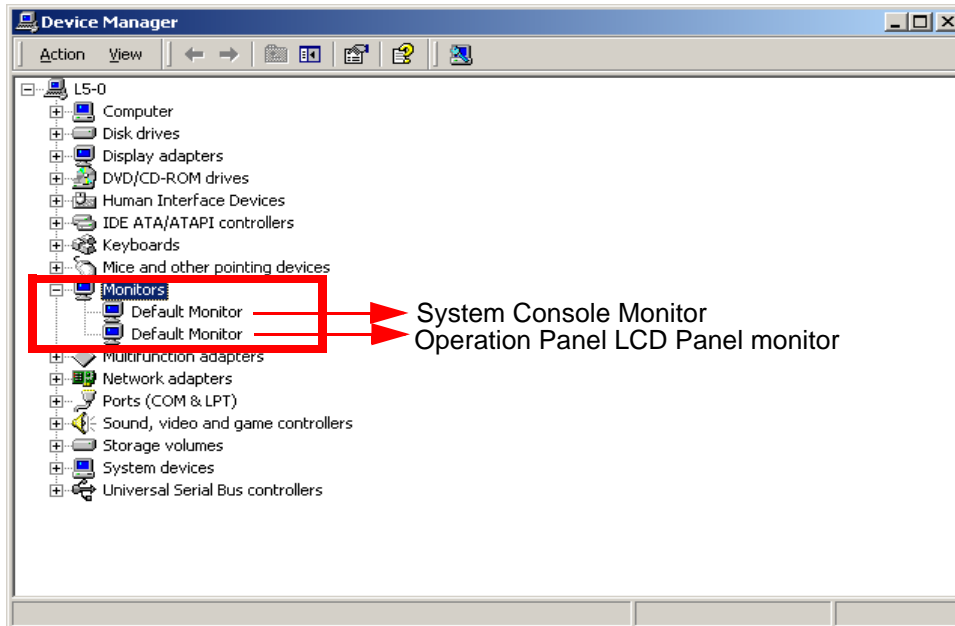 Device Manager
Action View
L5-0
Computer
Disk drives
Display adapters
DVD/CD-ROM drives
Human Interface Devices
IDE ATA/ATAPI controllers
Keyboards
Mice and other pointing devices
Monitors
Default Monitor
System Console Monitor
Default Monitor
Operation Panel LCD Panel monitor
Multifunction adapters
Network adapters
Ports (COM & LPT)
Sound, video and game controllers
Storage volumes
System devices
Universal Serial Bus controllers